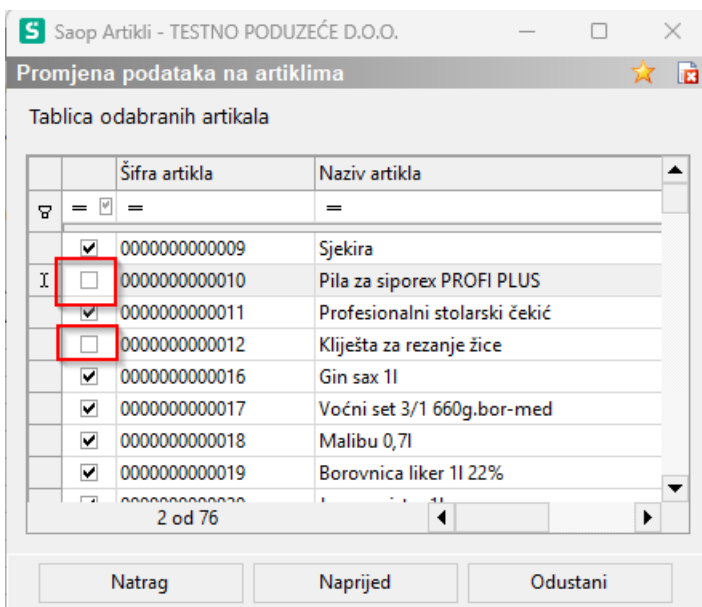 S Saop Artikli - TESTNO PODUZEĆE D.O.O.
Promjena podataka na artiklima
Tablica odabranih artikala
Šifra artikla Naziv artikla
= = =
0000000000009 Sjekira
0000000000010 Pila za siporex PROFI PLUS
0000000000011 Profesionalni stolarski čekić
0000000000012 Kliješta za rezanje žice
0000000000016 Gin sax 1l
0000000000017 Voćni set 3/1 660g.bor-med
0000000000018 Malibu 0,7l
0000000000019 Borovnica liker 1l 22%
2 od 76
Natrag Naprijed Odustani